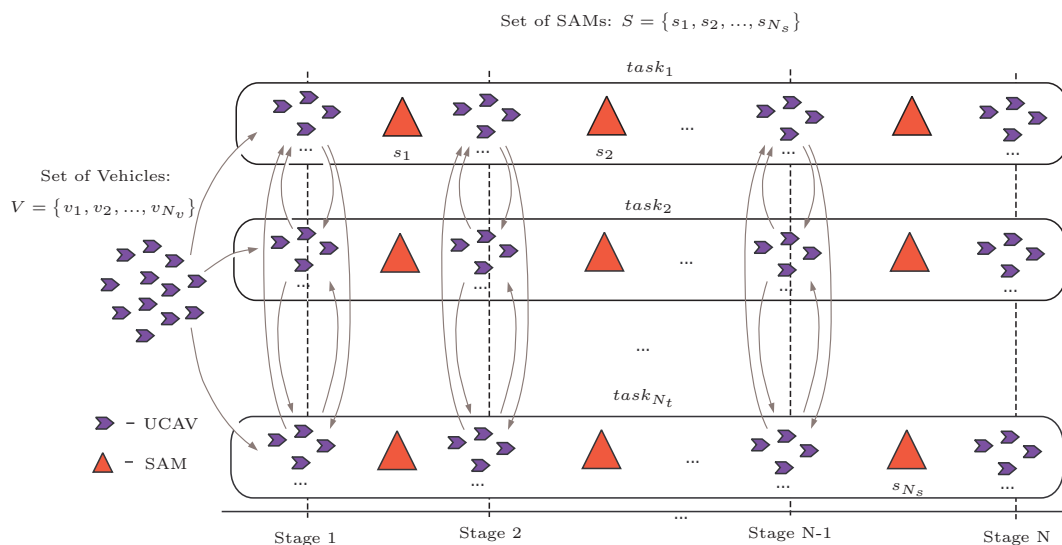 Set of SAMs: $S = \{s_1, s_2, ..., s_{N_s}\}$
$task_1$
...
$s_1$ ... $s_2$ ... ...
Set of Vehicles:
$V = \{v_1, v_2, ..., v_{N_v}\}$
$task_2$
...
... ... ... ...
...
$task_{N_t}$
– UCAV
...
– SAM
... ... ... $s_{N_s}$ ...
...
Stage 1 Stage 2 Stage N-1 Stage N